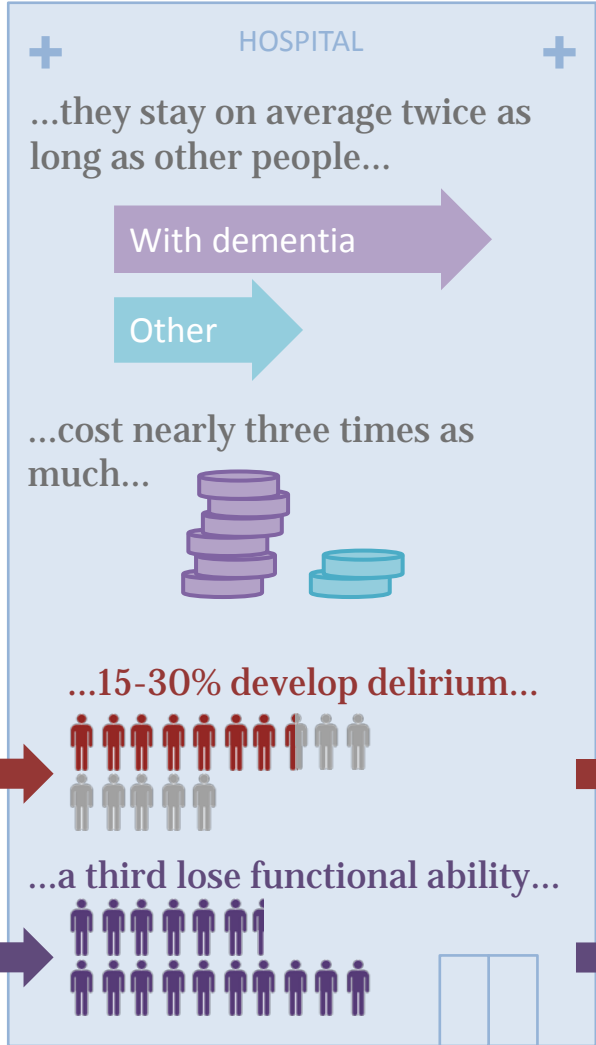 HOSPITAL
...they stay on average twice as
long as other people...
With dementia
Other
...cost nearly three times as
much...
...15-30% develop delirium...
...a third lose functional ability...